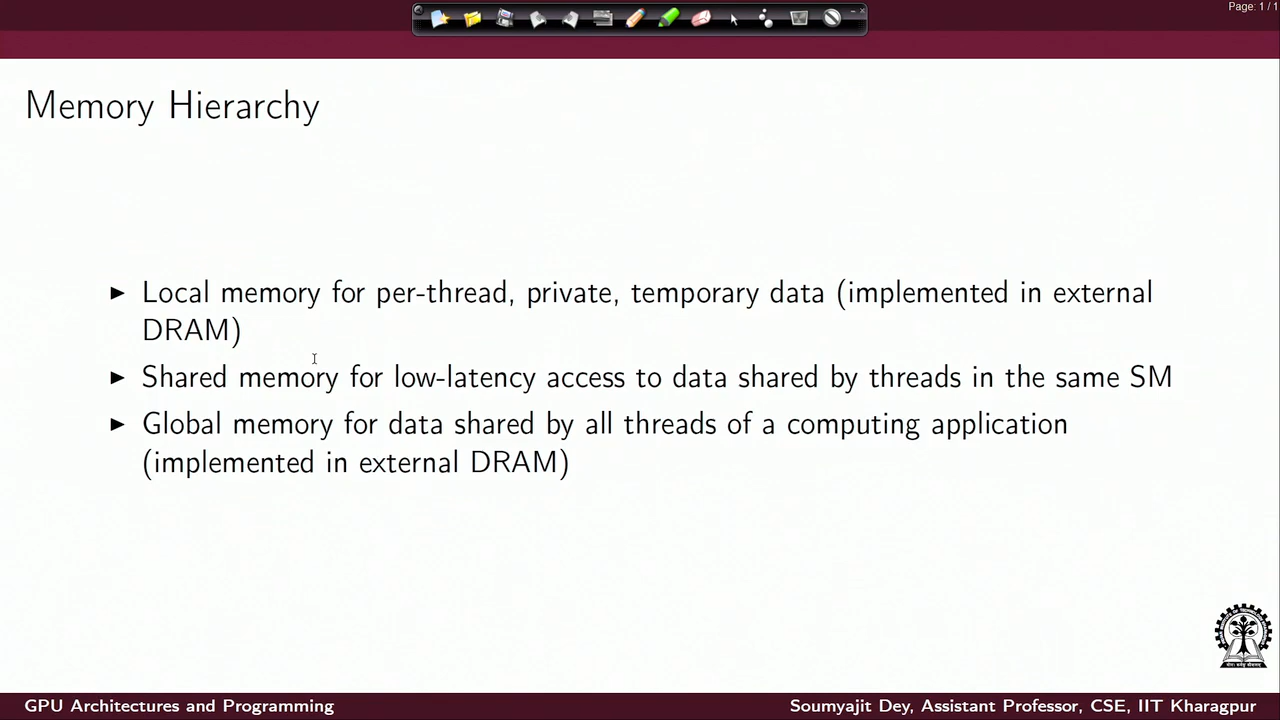 Page: 1 / 1
Memory Hierarchy
▶ Local memory for per-thread, private, temporary data (implemented in external
DRAM)
▶ Shared memory for low-latency access to data shared by threads in the same SM
▶ Global memory for data shared by all threads of a computing application
(implemented in external DRAM)
GPU Architectures and Programming
Soumyajit Dey, Assistant Professor, CSE, IIT Kharagpur